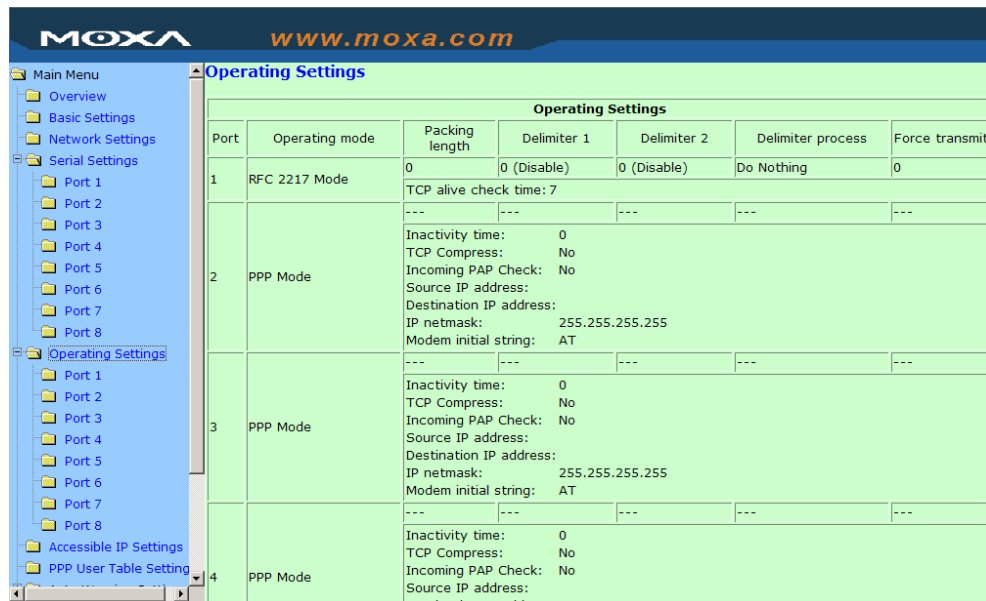 MOXA www.moxa.com
Main Menu
Overview
Basic Settings
Network Settings
Serial Settings
Port 1
Port 2
Port 3
Port 4
Port 5
Port 6
Port 7
Port 8
Operating Settings
Port 1
Port 2
Port 3
Port 4
Port 5
Port 6
Port 7
Port 8
Accessible IP Settings
PPP User Table Setting
Operating Settings
Operating Settings
Port Operating mode Packing length Delimiter 1 Delimiter 2 Delimiter process Force transmit
1 RFC 2217 Mode 0 0 (Disable) 0 (Disable) Do Nothing 0
TCP alive check time: 7
--- --- --- --- ---
2 PPP Mode
Inactivity time: 0
TCP Compress: No
Incoming PAP Check: No
Source IP address:
Destination IP address:
IP netmask: 255.255.255.255
Modem initial string: AT
--- --- --- --- ---
3 PPP Mode
Inactivity time: 0
TCP Compress: No
Incoming PAP Check: No
Source IP address:
Destination IP address:
IP netmask: 255.255.255.255
Modem initial string: AT
--- --- --- --- ---
4 PPP Mode
Inactivity time: 0
TCP Compress: No
Incoming PAP Check: No
Source IP address: